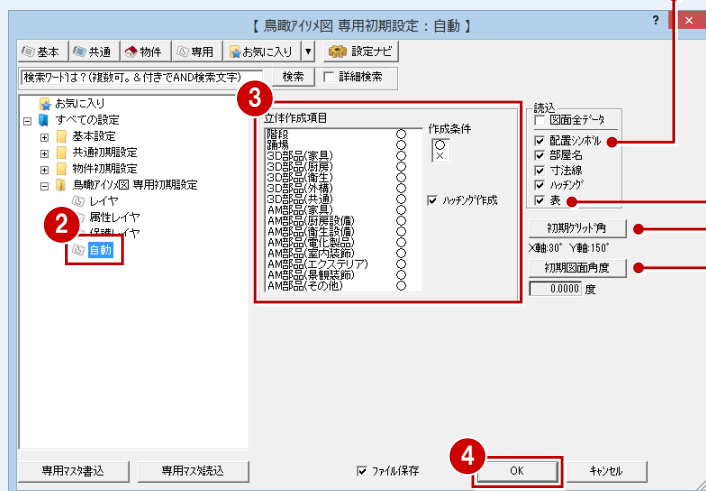 【 鳥瞰アイソメ図 専用初期設定：自動 】 ? x
基本 共通 物件 専用 お気に入り ▼ 設定ナビ
検索ワードは？(複数可。＆付きでAND検索文字) 検索 詳細検索
お気に入り
すべての設定
基本設定
共通初期設定
物件初期設定
鳥瞰アイソメ図 専用初期設定
レイヤ
属性レイヤ
保護レイヤ
自動
2
3
立体作成項目
階段 ○
踊場 ○
3D部品(家具) ○
3D部品(厨房) ○
3D部品(衛生) ○
3D部品(外構) ○
3D部品(共通) ○
AM部品(家具) ○
AM部品(厨房設備) ○
AM部品(衛生設備) ○
AM部品(電化製品) ○
AM部品(室内装飾) ○
AM部品(エクステリア) ○
AM部品(景観装飾) ○
AM部品(その他) ○
作成条件
○
×
ハッチング作成
読込
図面全データ
配置シンボル
部屋名
寸法線
ハッチング
表
初期グリッド角
X軸:30° Y軸:150°
初期図面角度
0.0000 度
専用マスタ書込 専用マスタ読込 ファイル保存 4 OK キャンセル